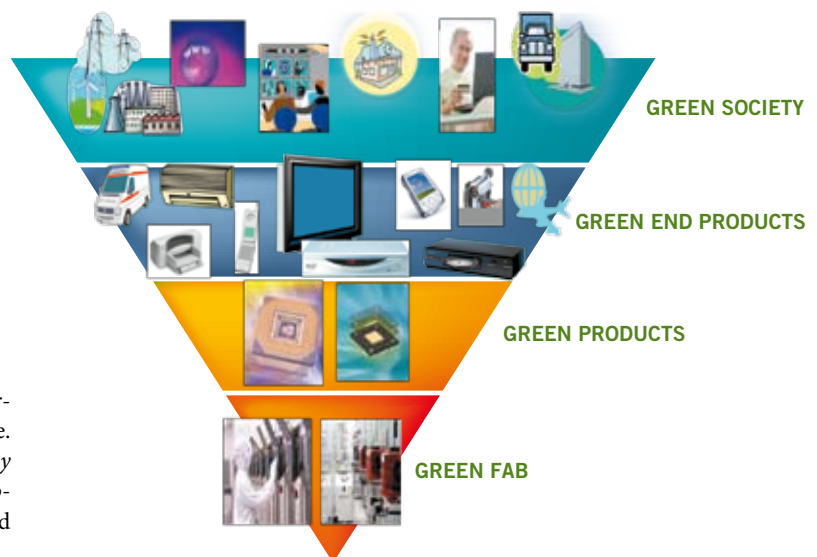 GREEN SOCIETY
GREEN END PRODUCTS
GREEN PRODUCTS
r-
e.
GREEN FAB
y
o-
d